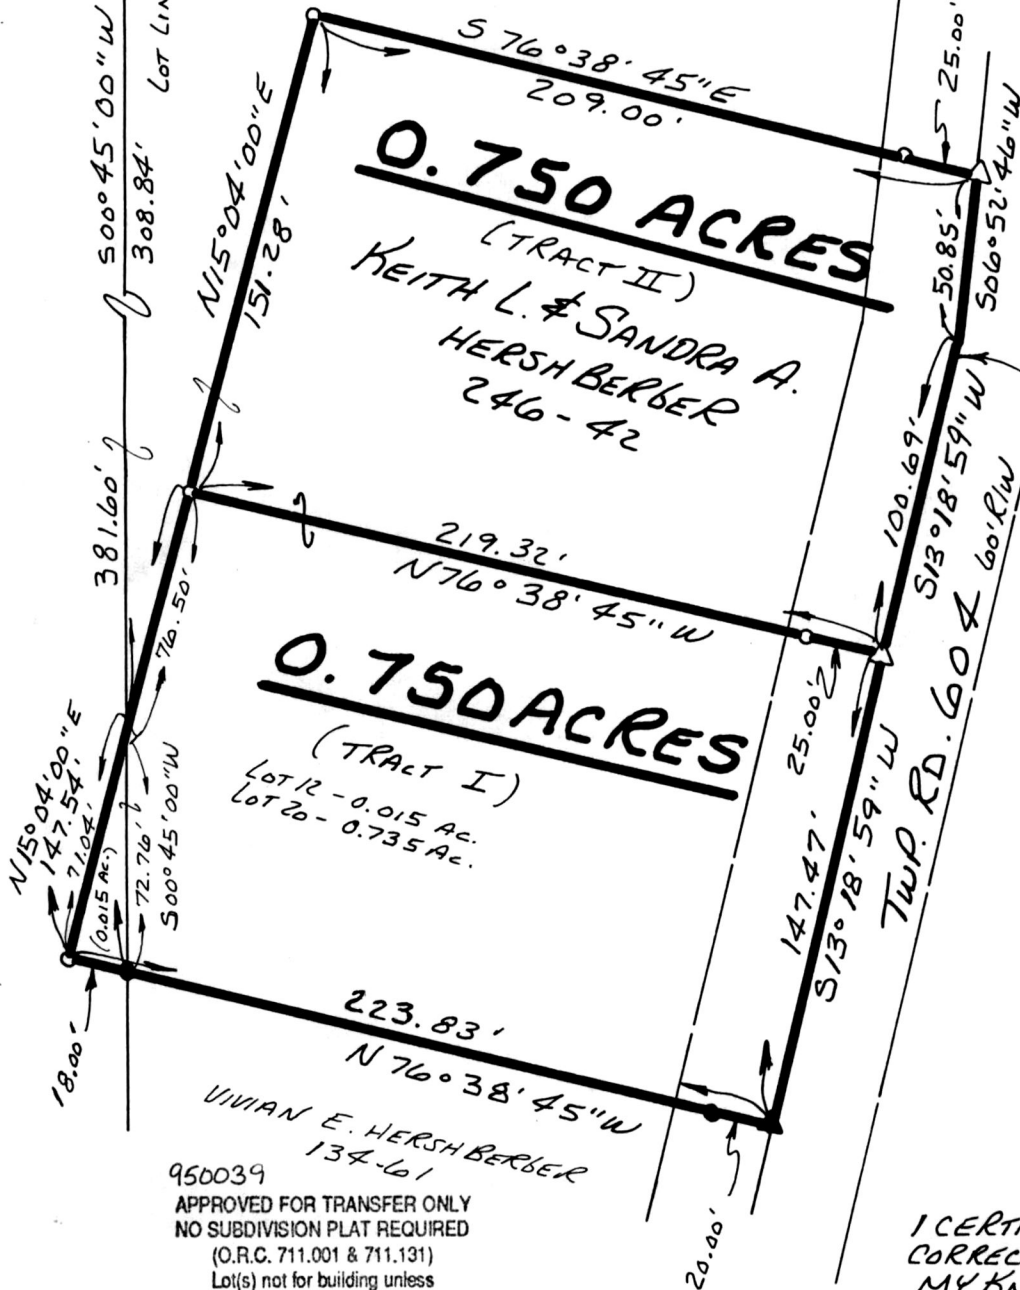 S00°45'00"W
308.84'
LOT LIN
S 76°38'45"E
209.00'
25.00'
0.750 ACRES
(TRACT II)
KEITH L. & SANDRA A.
HERSHBERGER
246-42
N15°04'00"E
151.28'
50.85'
S06°52'46"W
100.69'
S13°18'59"W
60' R/W
TWP. RD. 604
381.60'
76.50'
219.32'
N76°38'45"W
25.00'
0.750 ACRES
(TRACT I)
LOT 12 - 0.015 AC.
LOT 20 - 0.735 AC.
N15°04'00"E
147.54'
71.04'
(0.015 AC.)
72.76'
S00°45'00"W
147.47'
S13°18'59"W
18.00'
223.83'
N76°38'45"W
20.00'
VIVIAN E. HERSHBERGER
134-61
950039
APPROVED FOR TRANSFER ONLY
NO SUBDIVISION PLAT REQUIRED
(O.R.C. 711.001 & 711.131)
Lot(s) not for building unless
I CERT
CORREC
MY KN